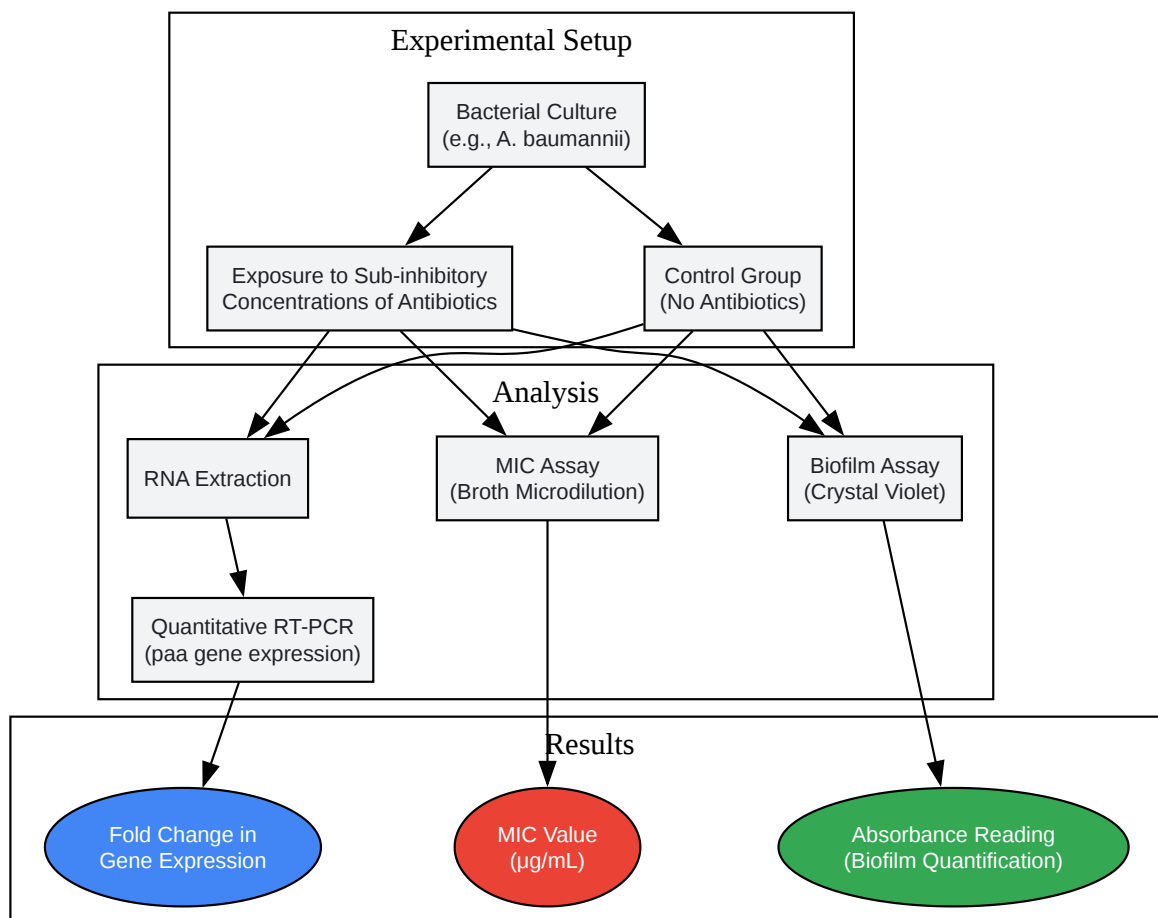 Experimental Setup
Bacterial Culture
(e.g., A. baumannii)
Exposure to Sub-inhibitory
Concentrations of Antibiotics
Control Group
(No Antibiotics)
Analysis
RNA Extraction
MIC Assay
(Broth Microdilution)
Biofilm Assay
(Crystal Violet)
Quantitative RT-PCR
(paa gene expression)
Results
Fold Change in
Gene Expression
MIC Value
(μg/mL)
Absorbance Reading
(Biofilm Quantification)